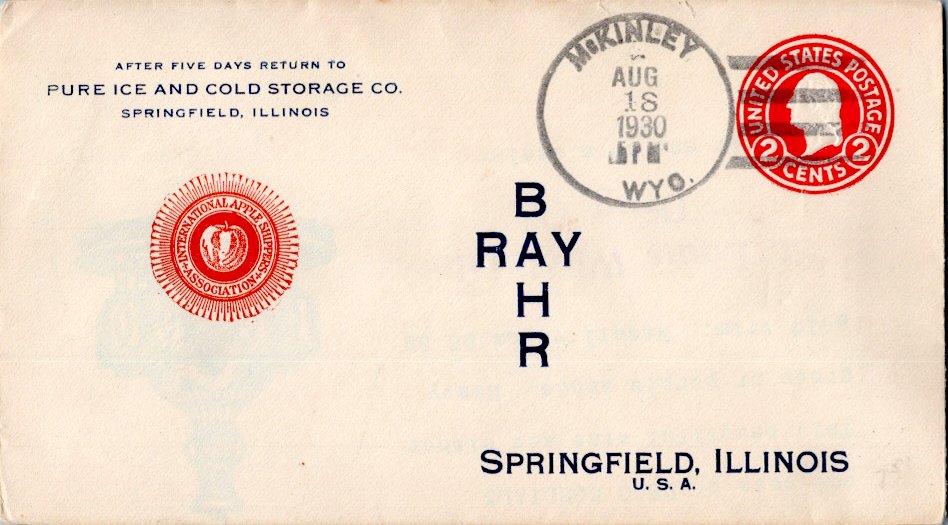 AFTER FIVE DAYS RETURN TO
PURE ICE AND COLD STORAGE CO.
SPRINGFIELD, ILLINOIS
McKINLEY
AUG
18
1930
PM
WYO.
UNITED STATES POSTAGE
2 CENTS 2
INTERNATIONAL APPLE SHIPPERS
ASSOCIATION
B
RAY
H
R
SPRINGFIELD, ILLINOIS
U. S. A.